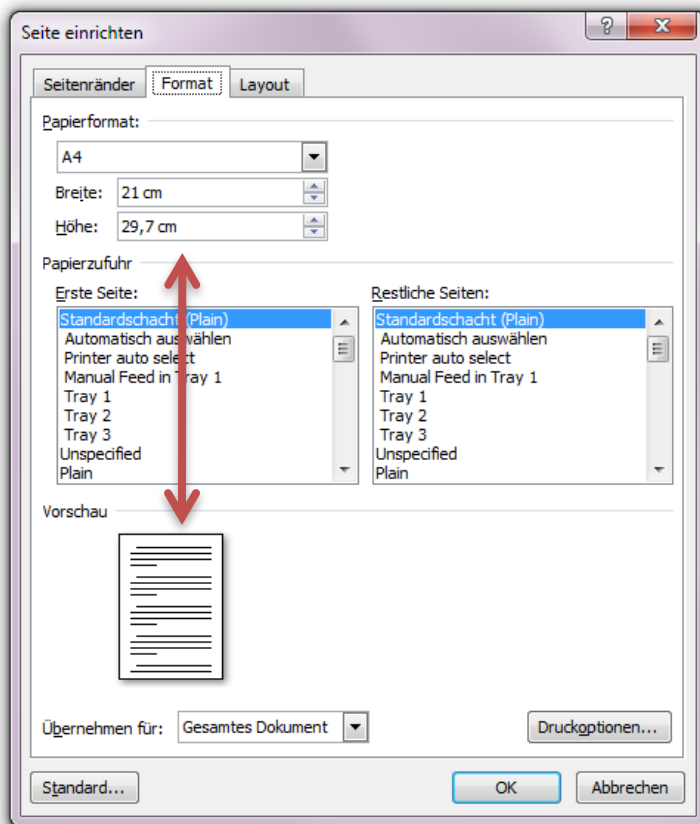 Seite einrichten
Seitenränder Format Layout
Papierformat:
A4
Breite: 21 cm
Höhe: 29,7 cm
Papierzufuhr
Erste Seite: Restliche Seiten:
Standardschacht (Plain) Standardschacht (Plain)
Automatisch auswählen Automatisch auswählen
Printer auto select Printer auto select
Manual Feed in Tray 1 Manual Feed in Tray 1
Tray 1 Tray 1
Tray 2 Tray 2
Tray 3 Tray 3
Unspecified Unspecified
Plain Plain
Vorschau
Übernehmen für: Gesamtes Dokument Druckoptionen...
Standard... OK Abbrechen